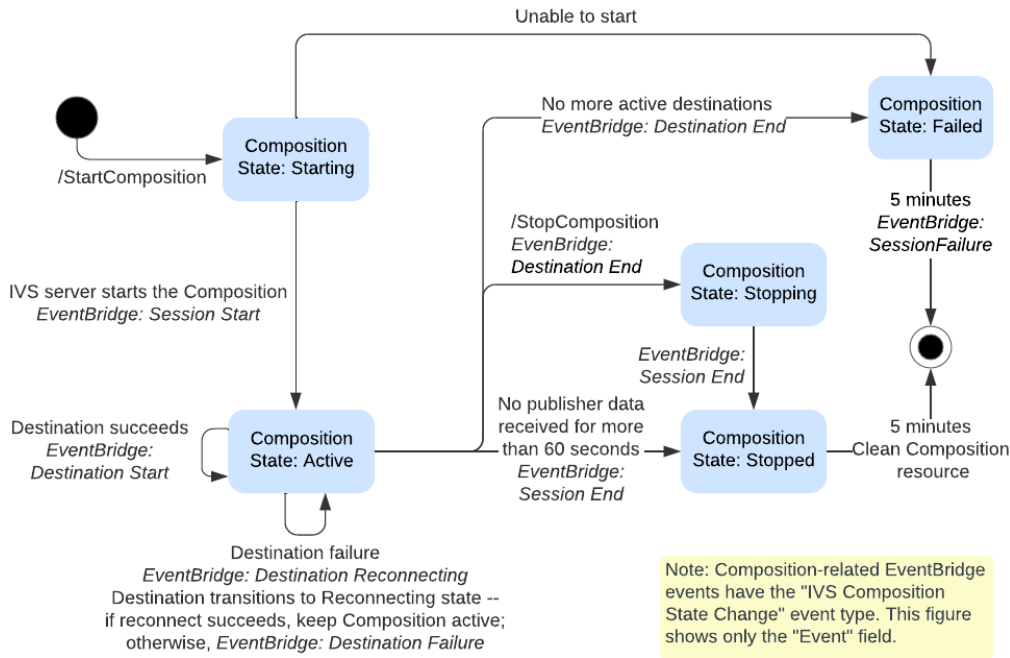 Unable to start
No more active destinations
EventBridge: Destination End
Composition
State: Failed
Composition
State: Starting
/StartComposition
5 minutes
EventBridge:
SessionFailure
/StopComposition
EvenBridge:
Destination End
Composition
State: Stopping
IVS server starts the Composition
EventBridge: Session Start
EventBridge:
Session End
Destination succeeds
EventBridge:
Destination Start
Composition
State: Active
No publisher data
received for more
than 60 seconds
EventBridge:
Session End
Composition
State: Stopped
5 minutes
Clean Composition
resource
Destination failure
EventBridge: Destination Reconnecting
Destination transitions to Reconnecting state --
if reconnect succeeds, keep Composition active;
otherwise, EventBridge: Destination Failure
Note: Composition-related EventBridge
events have the "IVS Composition
State Change" event type. This figure
shows only the "Event" field.